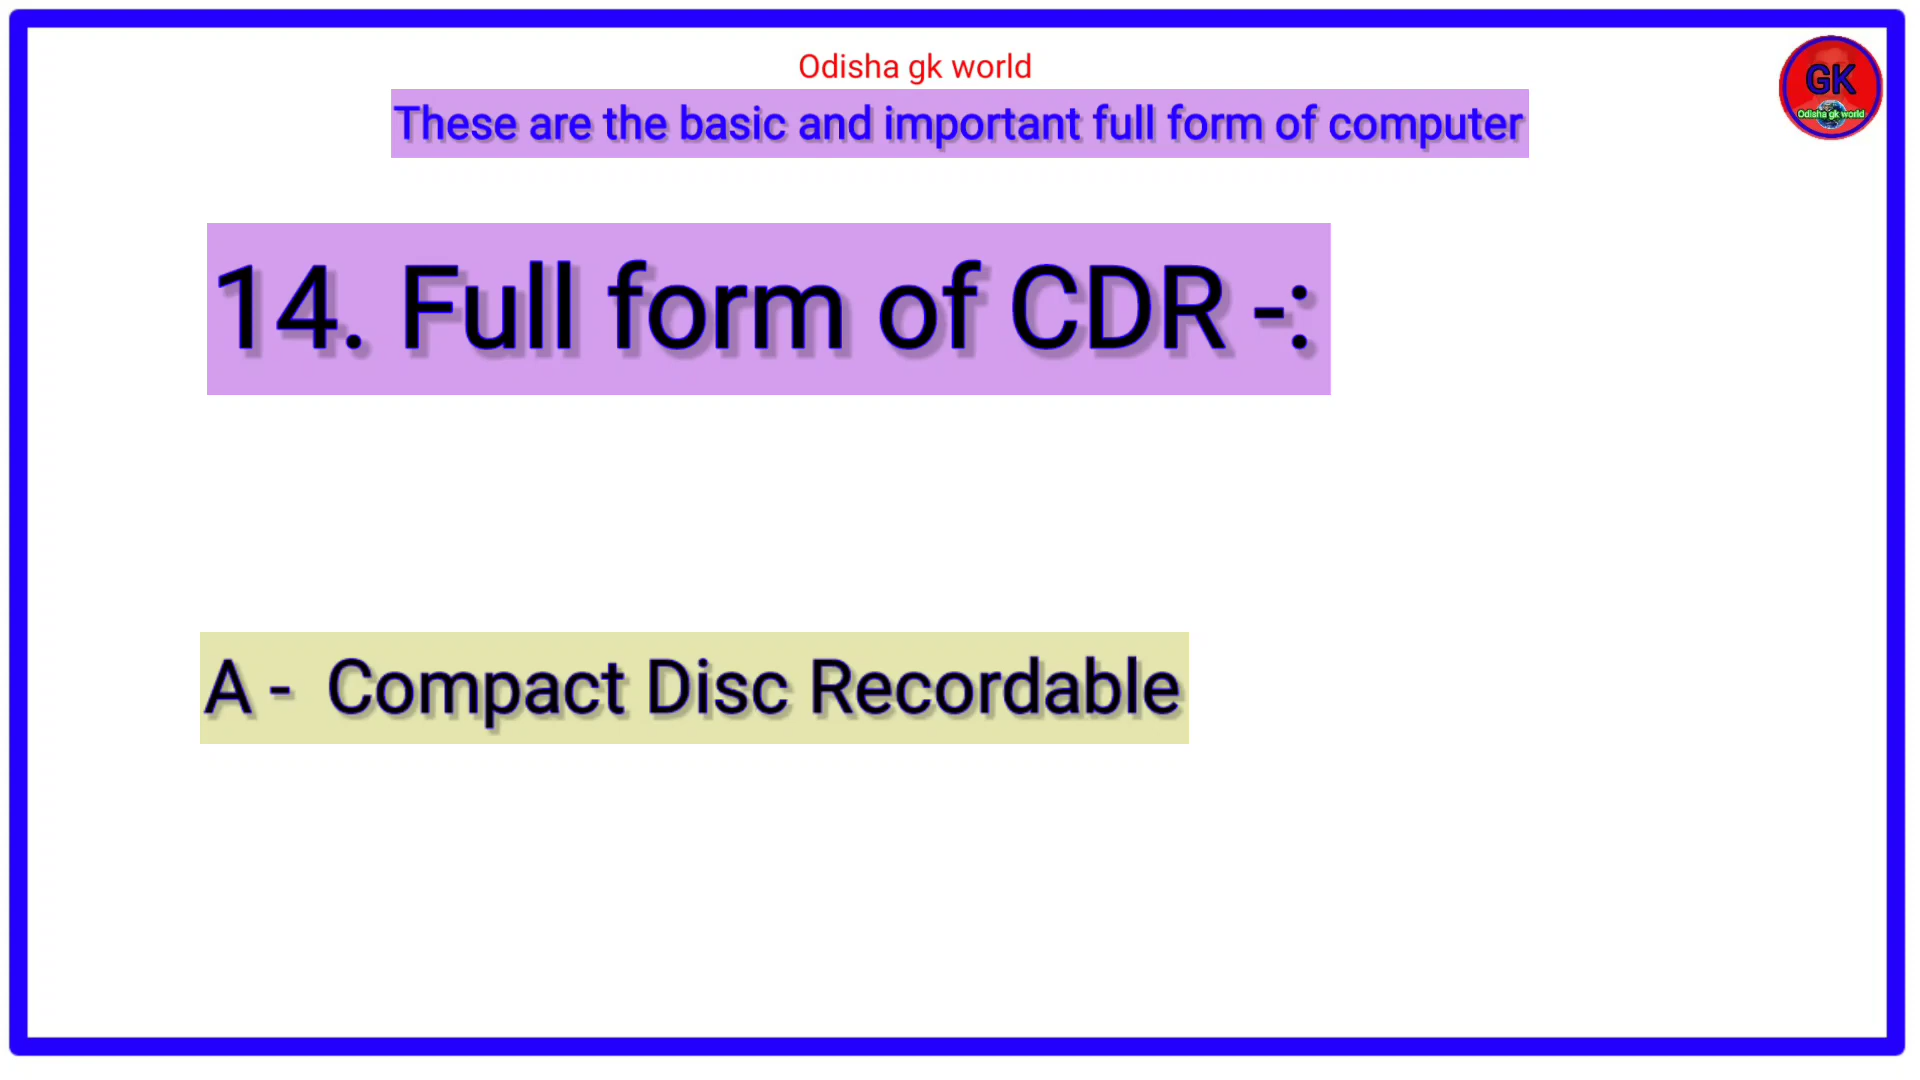 Odisha gk world
These are the basic and important full form of computer
GK
Odisha gk world
14. Full form of CDR -:
A - Compact Disc Recordable